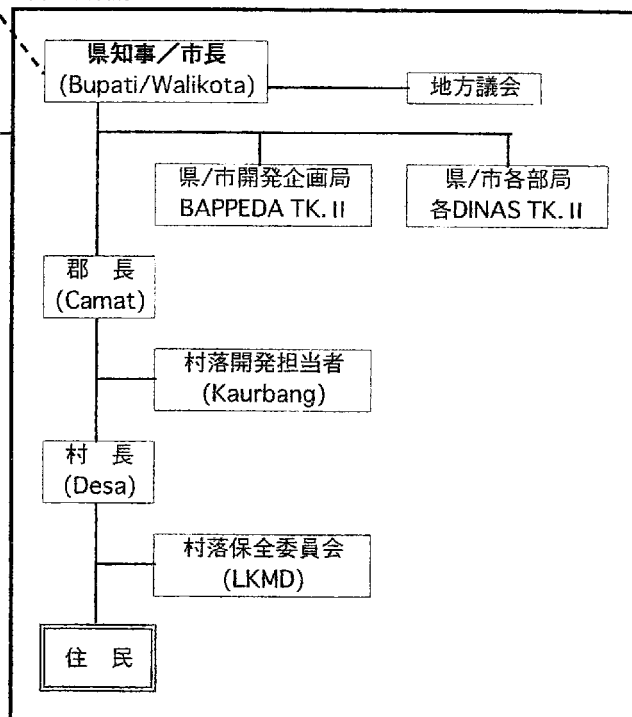 県知事／市長
(Bupati/Walikota)
地方議会
県/市開発企画局
BAPPEDA TK. II
県/市各部局
各DINAS TK. II
郡 長
(Camat)
村落開発担当者
(Kaurbang)
村 長
(Desa)
村落保全委員会
(LKMD)
住 民